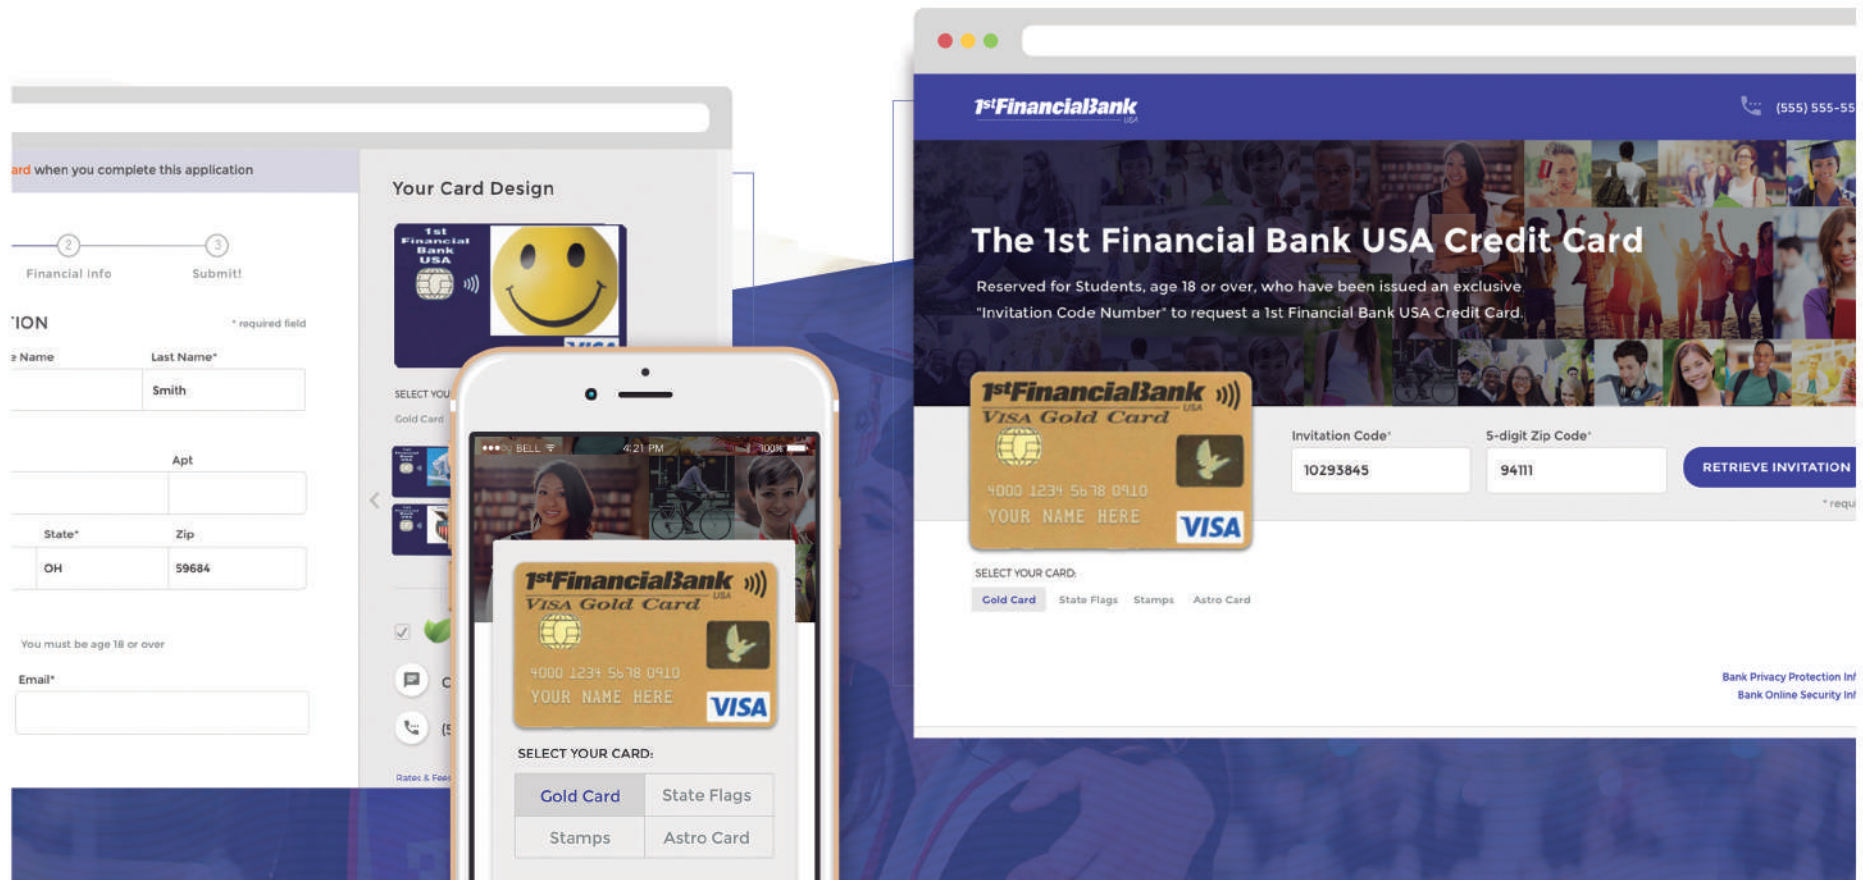 ard when you complete this application
2
3
Financial Info
Submit!
TION
* required field
e Name
Last Name*
Smith
Apt
State*
Zip
OH
59684
You must be age 18 or over
Email*
Your Card Design
1st
Financial
Bank
USA
VISA
SELECT YOU
Gold Card
C
(5
Rates & Fees
BELL
4:21 PM
100%
1stFinancialBank
USA
VISA Gold Card
4000 1234 5678 0910
YOUR NAME HERE
VISA
SELECT YOUR CARD:
Gold Card
State Flags
Stamps
Astro Card
1stFinancialBank
USA
(555) 555-55
The 1st Financial Bank USA Credit Card
Reserved for Students, age 18 or over, who have been issued an exclusive
"Invitation Code Number" to request a 1st Financial Bank USA Credit Card.
1stFinancialBank
USA
VISA Gold Card
4000 1234 5678 0910
YOUR NAME HERE
VISA
Invitation Code*
10293845
5-digit Zip Code*
94111
RETRIEVE INVITATION
* requi
SELECT YOUR CARD:
Gold Card State Flags Stamps Astro Card
Bank Privacy Protection Inf
Bank Online Security Inf